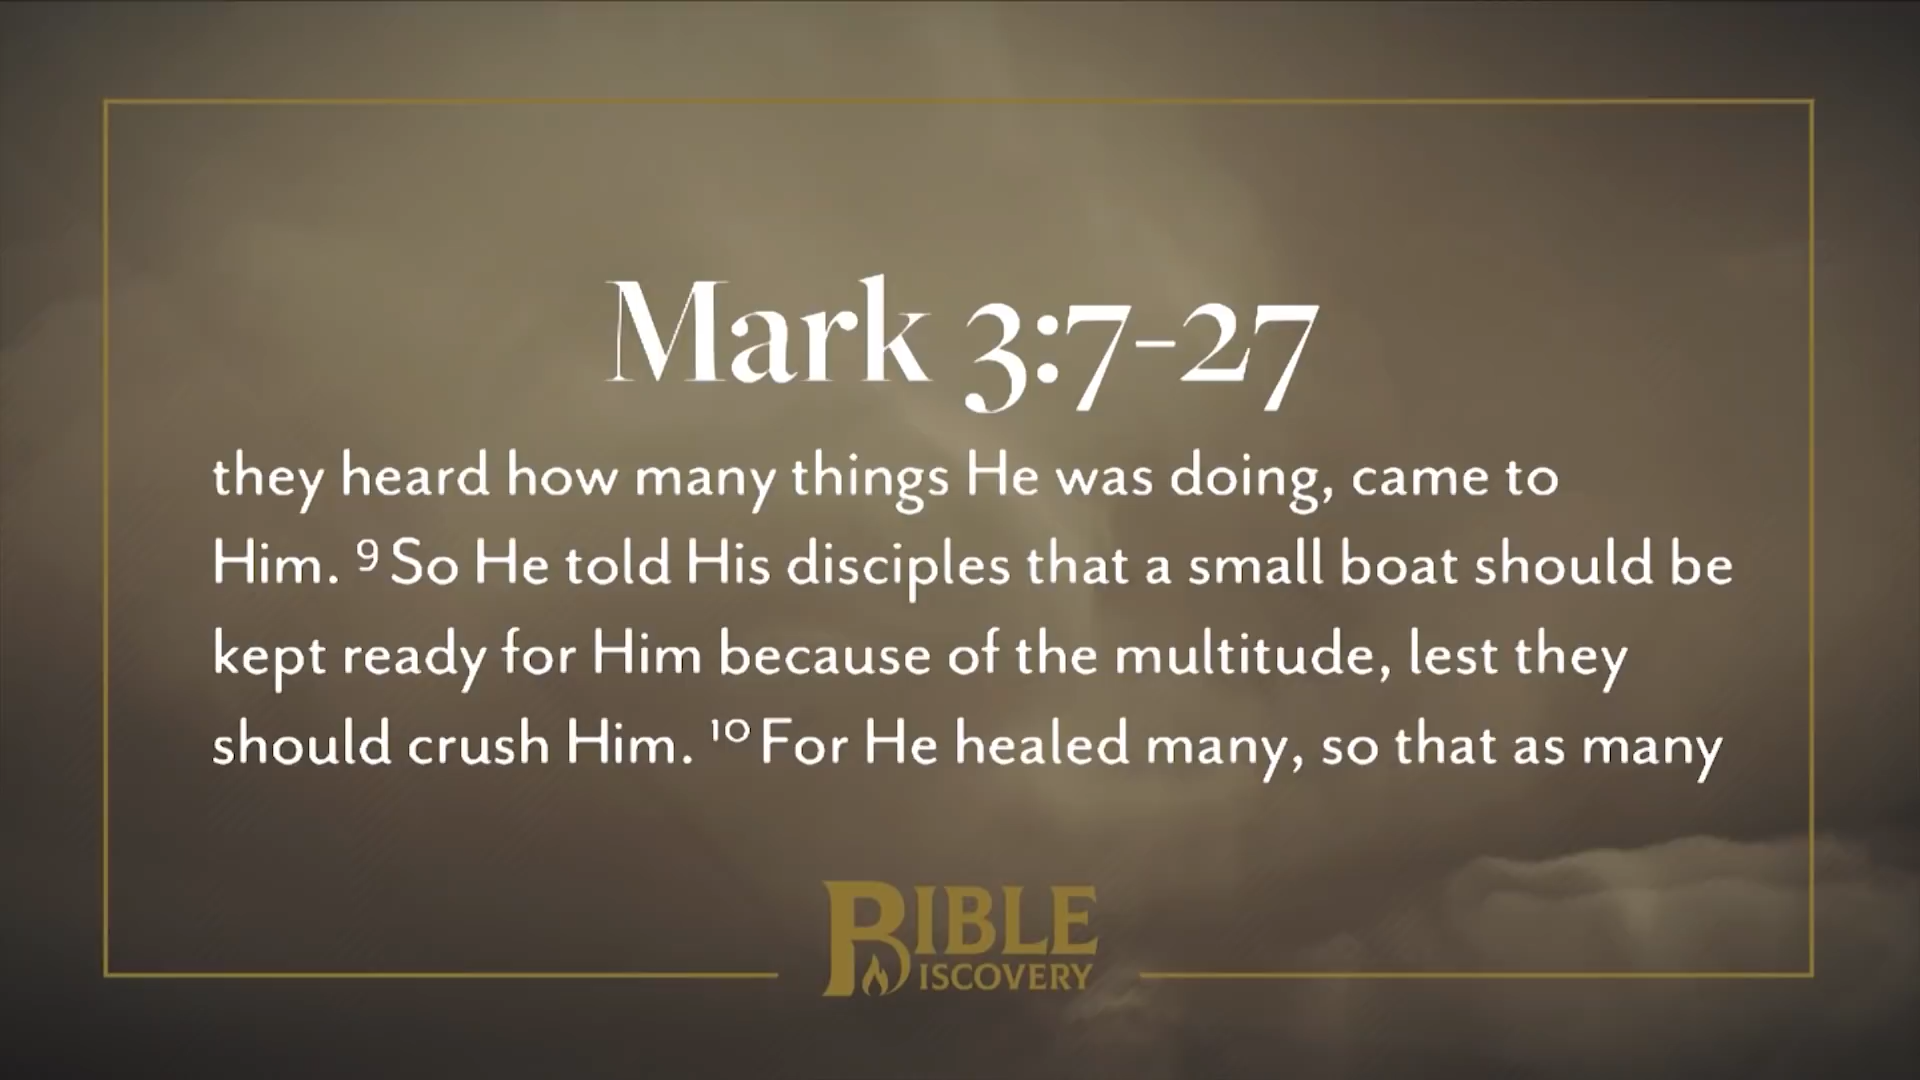 Mark 3:7-27
they heard how many things He was doing, came to
Him. ⁹ So He told His disciples that a small boat should be
kept ready for Him because of the multitude, lest they
should crush Him. ¹⁰ For He healed many, so that as many
BIBLE
DISCOVERY